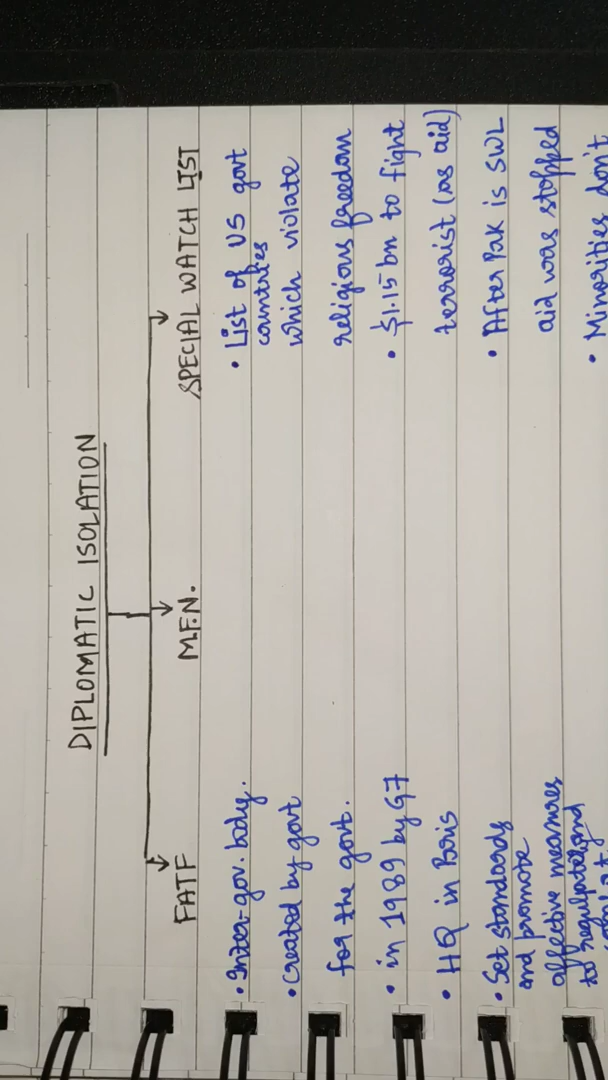 DIPLOMATIC ISOLATION
FATF
M.F.N.
SPECIAL WATCH LIST
• Inter-gov. body.
• Created by govt
for the govt.
• in 1989 by G7
• HQ in Paris
• Set standards
and promote
effective measures
to regulatory
• List of US govt
countries
which violate
religious freedom
• $1.15 bn to fight
terrorist (as aid)
• After Pak is SWL
aid was stopped
• Minorities don't